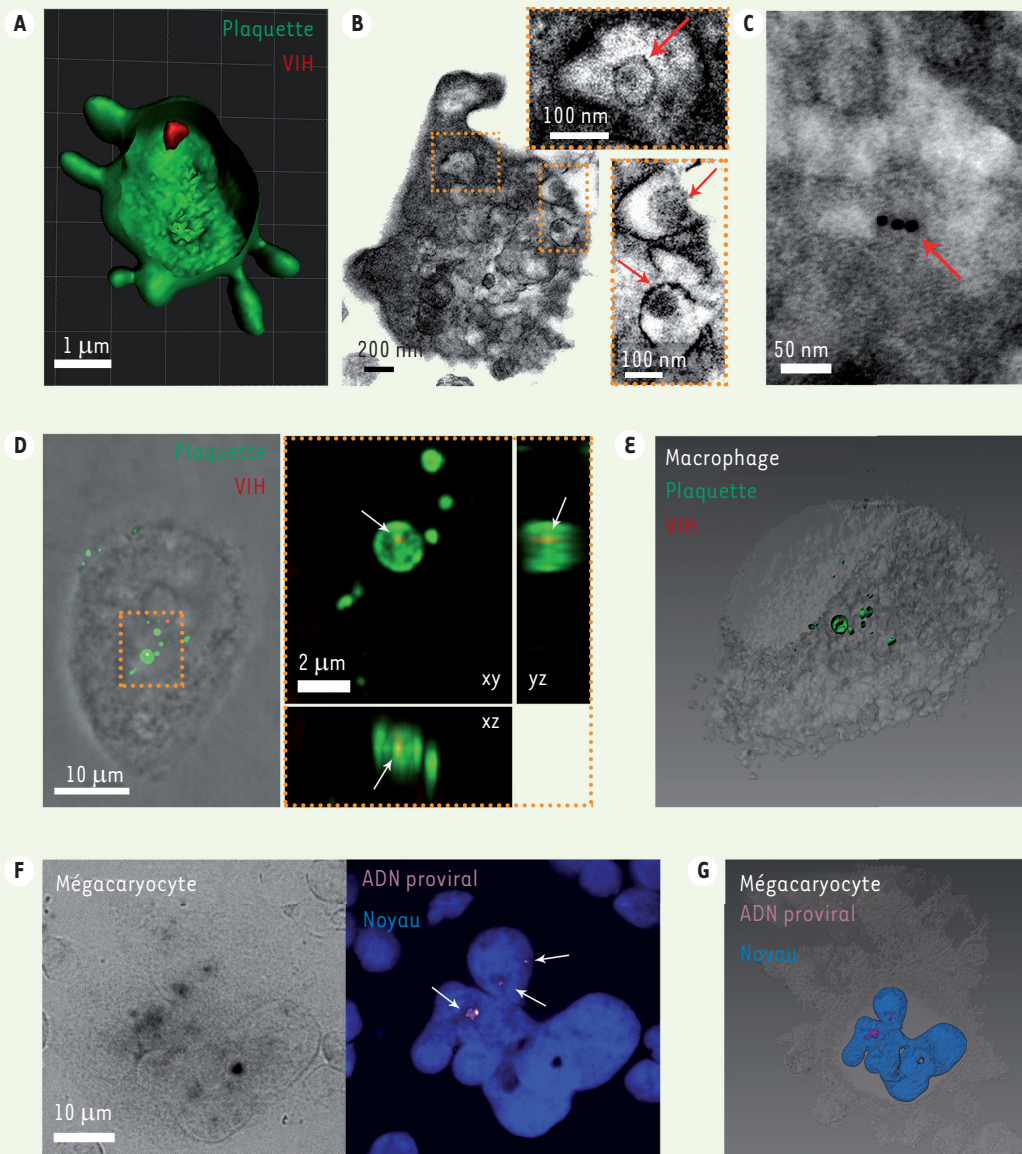 A
Plaquette
VIH
1 µm
B
200 nm
100 nm
100 nm
C
50 nm
D
Plaquette
VIH
10 µm
2 µm
xy
yz
xz
E
Macrophage
Plaquette
VIH
F
Mégacaryocyte
10 µm
ADN proviral
Noyau
G
Mégacaryocyte
ADN proviral
Noyau